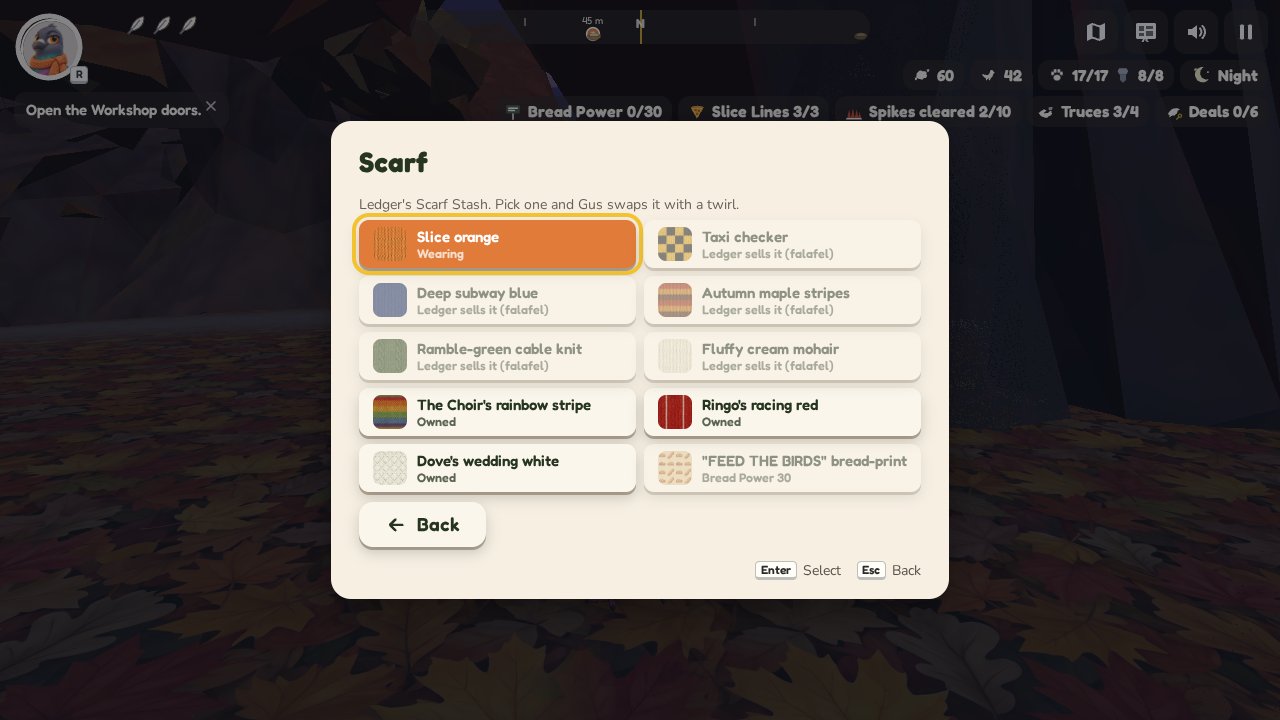 45 m
N
R
60
42
17/17
8/8
Night
Open the Workshop doors.
Bread Power 0/30
Slice Lines 3/3
Spikes cleared 2/10
Truces 3/4
Deals 0/6
Scarf
Ledger's Scarf Stash. Pick one and Gus swaps it with a twirl.
Slice orange
Wearing
Taxi checker
Ledger sells it (falafel)
Deep subway blue
Ledger sells it (falafel)
Autumn maple stripes
Ledger sells it (falafel)
Ramble-green cable knit
Ledger sells it (falafel)
Fluffy cream mohair
Ledger sells it (falafel)
The Choir's rainbow stripe
Owned
Ringo's racing red
Owned
Dove's wedding white
Owned
"FEED THE BIRDS" bread-print
Bread Power 30
Back
Enter Select Esc Back